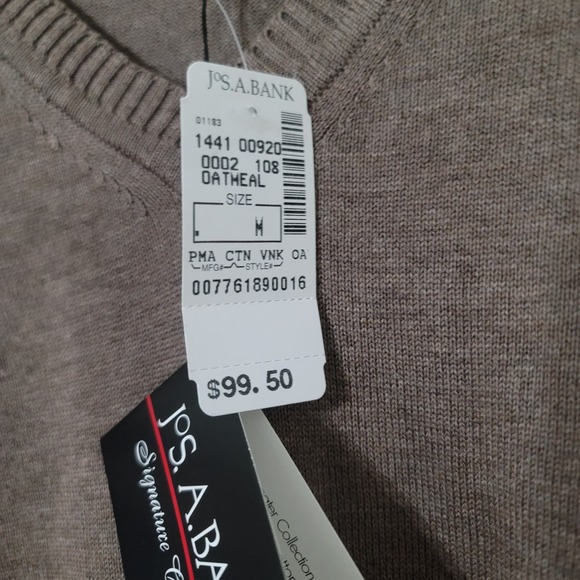 JoS.A.BANK
01183
1441 00920
0002 108
OATMEAL
SIZE
M
PMA CTN VNK OA
MFG# STYLE#
007761890016
$99.50
JoS. A.BA
Signature C
Collection